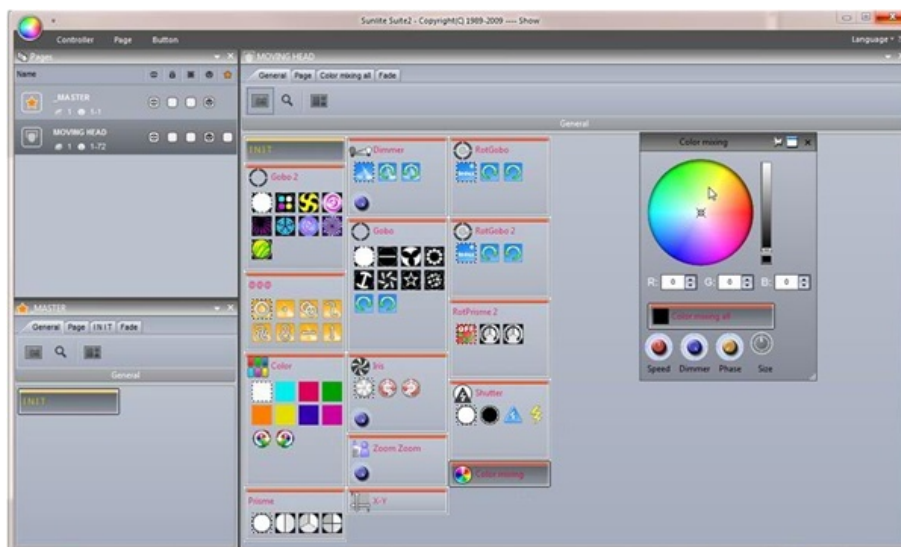 Sunlite Suite2 - Copyright(C) 1989-2009 ---- Show
Controller Page Button
Language
Pages
Name
_MASTER
1 1-1
MOVING HEAD
1 1-72
MASTER
General Page INIT Fade
General
INIT
MOVING HEAD
General Page Color mixing all Fade
General
INIT
Gobo 2
@@@
Color
Prisme
Dimmer
Gobo
Iris
Zoom Zoom
X-Y
RotGobo
RotGobo 2
RotPrisme 2
OFF
Shutter
Color mixing
Color mixing
R: 0 G: 0 B: 0
Color mixing all
Speed Dimmer Phase Size